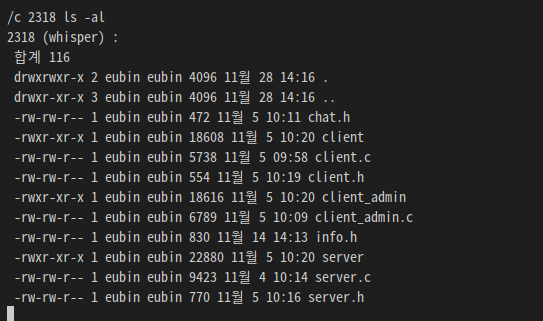 /c 2318 ls -al
2318 (whisper) :
합계 116
drwxrwxr-x 2 eubin eubin 4096 11월 28 14:16 .
drwxr-xr-x 3 eubin eubin 4096 11월 28 14:16 ..
-rw-rw-r-- 1 eubin eubin 472 11월 5 10:11 chat.h
-rwxr-xr-x 1 eubin eubin 18608 11월 5 10:20 client
-rw-rw-r-- 1 eubin eubin 5738 11월 5 09:58 client.c
-rw-rw-r-- 1 eubin eubin 554 11월 5 10:19 client.h
-rwxr-xr-x 1 eubin eubin 18616 11월 5 10:20 client_admin
-rw-rw-r-- 1 eubin eubin 6789 11월 5 10:09 client_admin.c
-rw-rw-r-- 1 eubin eubin 830 11월 14 14:13 info.h
-rwxr-xr-x 1 eubin eubin 22880 11월 5 10:20 server
-rw-rw-r-- 1 eubin eubin 9423 11월 4 10:14 server.c
-rw-rw-r-- 1 eubin eubin 770 11월 5 10:16 server.h